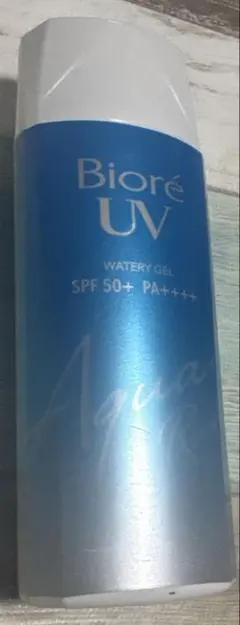 Bioré
UV
WATERY GEL
SPF 50+ PA++++
Aqua